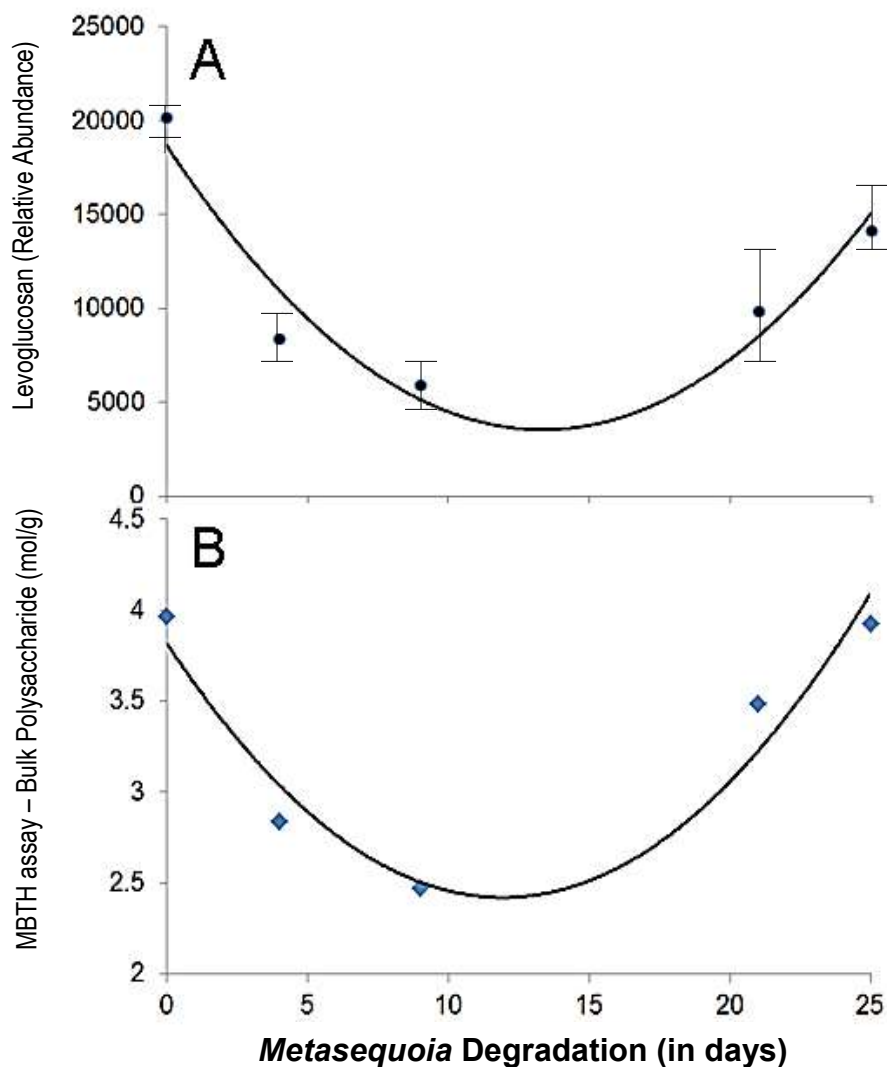 Levoglucosan (Relative Abundance)
A
25000
20000
15000
10000
5000
0
MBTH assay – Bulk Polysaccharide (mol/g)
B
4.5
4
3.5
3
2.5
2
0 5 10 15 20 25
Metasequoia Degradation (in days)